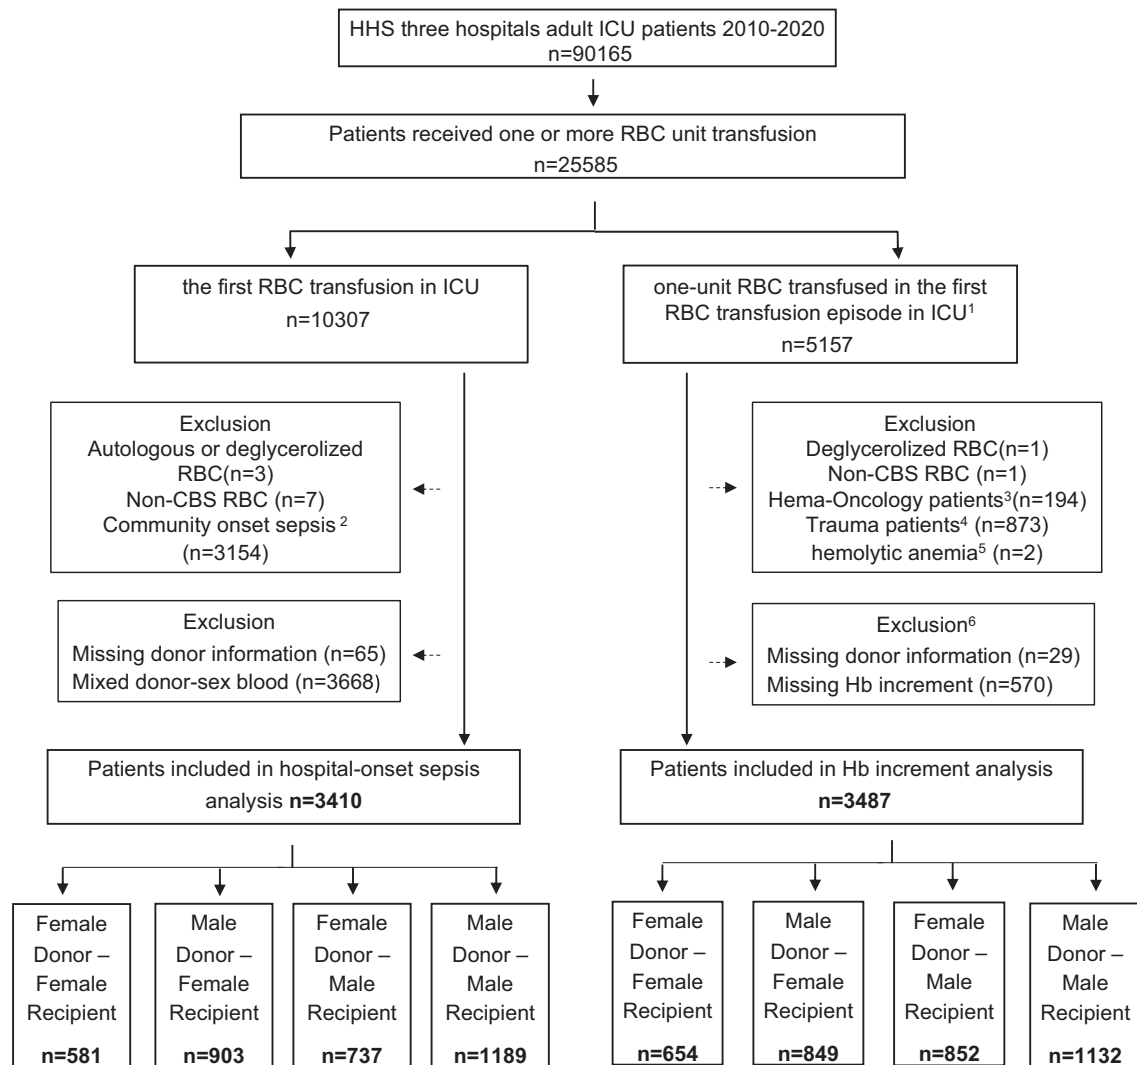 HHS three hospitals adult ICU patients 2010-2020
n=90165
Patients received one or more RBC unit transfusion
n=25585
the first RBC transfusion in ICU
n=10307
one-unit RBC transfused in the first
RBC transfusion episode in ICU¹
n=5157
Exclusion
Autologous or deglycerolized
RBC(n=3)
Non-CBS RBC (n=7)
Community onset sepsis ²
(n=3154)
Exclusion
Deglycerolized RBC(n=1)
Non-CBS RBC (n=1)
Hema-Oncology patients³(n=194)
Trauma patients⁴ (n=873)
hemolytic anemia⁵ (n=2)
Exclusion
Missing donor information (n=65)
Mixed donor-sex blood (n=3668)
Exclusion⁶
Missing donor information (n=29)
Missing Hb increment (n=570)
Patients included in hospital-onset sepsis
analysis n=3410
Patients included in Hb increment analysis
n=3487
Female
Donor –
Female
Recipient
n=581
Male
Donor –
Female
Recipient
n=903
Female
Donor –
Male
Recipient
n=737
Male
Donor –
Male
Recipient
n=1189
Female
Donor –
Female
Recipient
n=654
Male
Donor –
Female
Recipient
n=849
Female
Donor –
Male
Recipient
n=852
Male
Donor –
Male
Recipient
n=1132